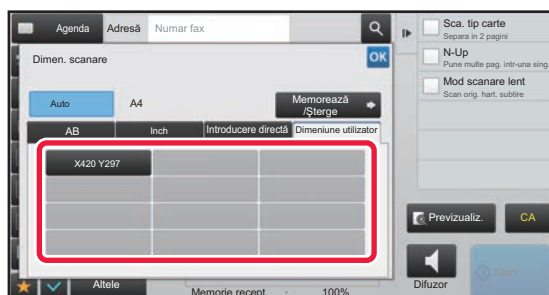 Agenda
Adresă
Numar fax
Dimen. scanare
OK
Auto
A4
Memorează
/Şterge
AB
Inch
Introducere directă
Dimeniune utilizator
X420 Y297
Altele
Memorie recept. : 100%
Sca. tip carte
Separa in 2 pagini
N-Up
Pune multe pag. intr-una sing.
Mod scanare lent
Scan orig. hart. subtire
Previzualiz.
CA
Difuzor
Start